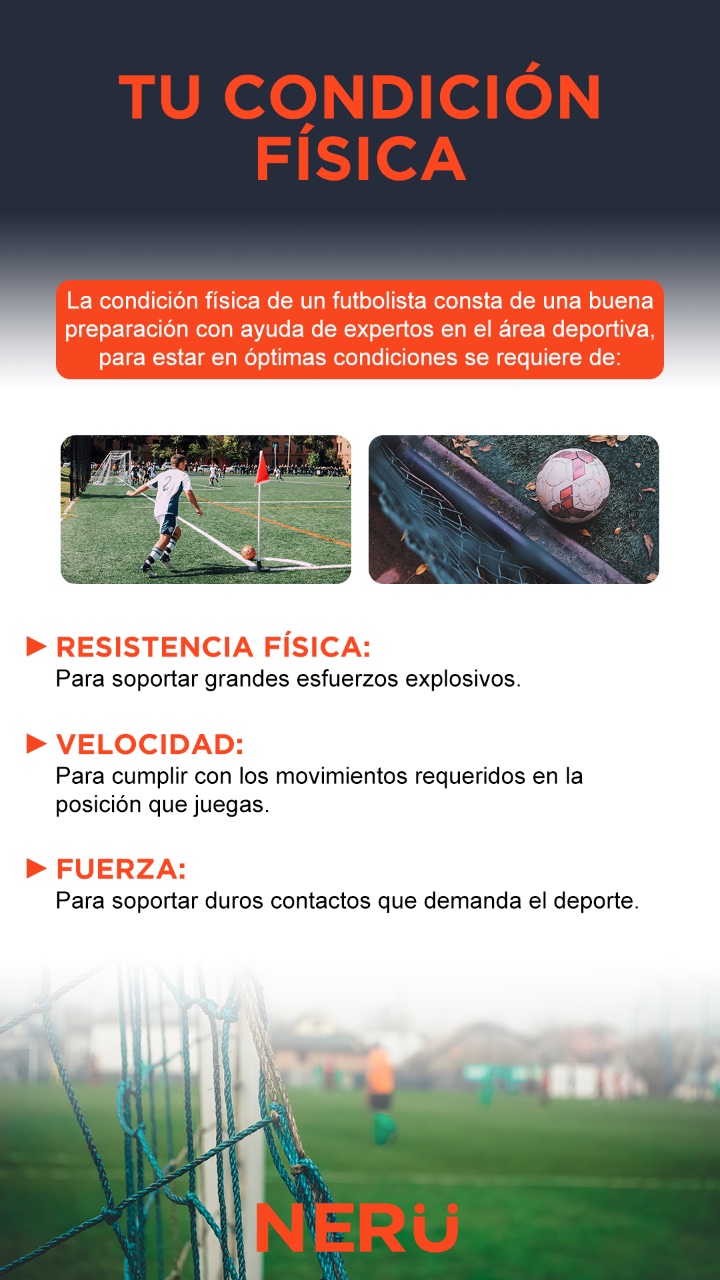 TU CONDICIÓN
FÍSICA
La condición física de un futbolista consta de una buena
preparación con ayuda de expertos en el área deportiva,
para estar en óptimas condiciones se requiere de:
2
RESISTENCIA FÍSICA:
Para soportar grandes esfuerzos explosivos.
VELOCIDAD:
Para cumplir con los movimientos requeridos en la
posición que juegas.
FUERZA:
Para soportar duros contactos que demanda el deporte.
NERÜ